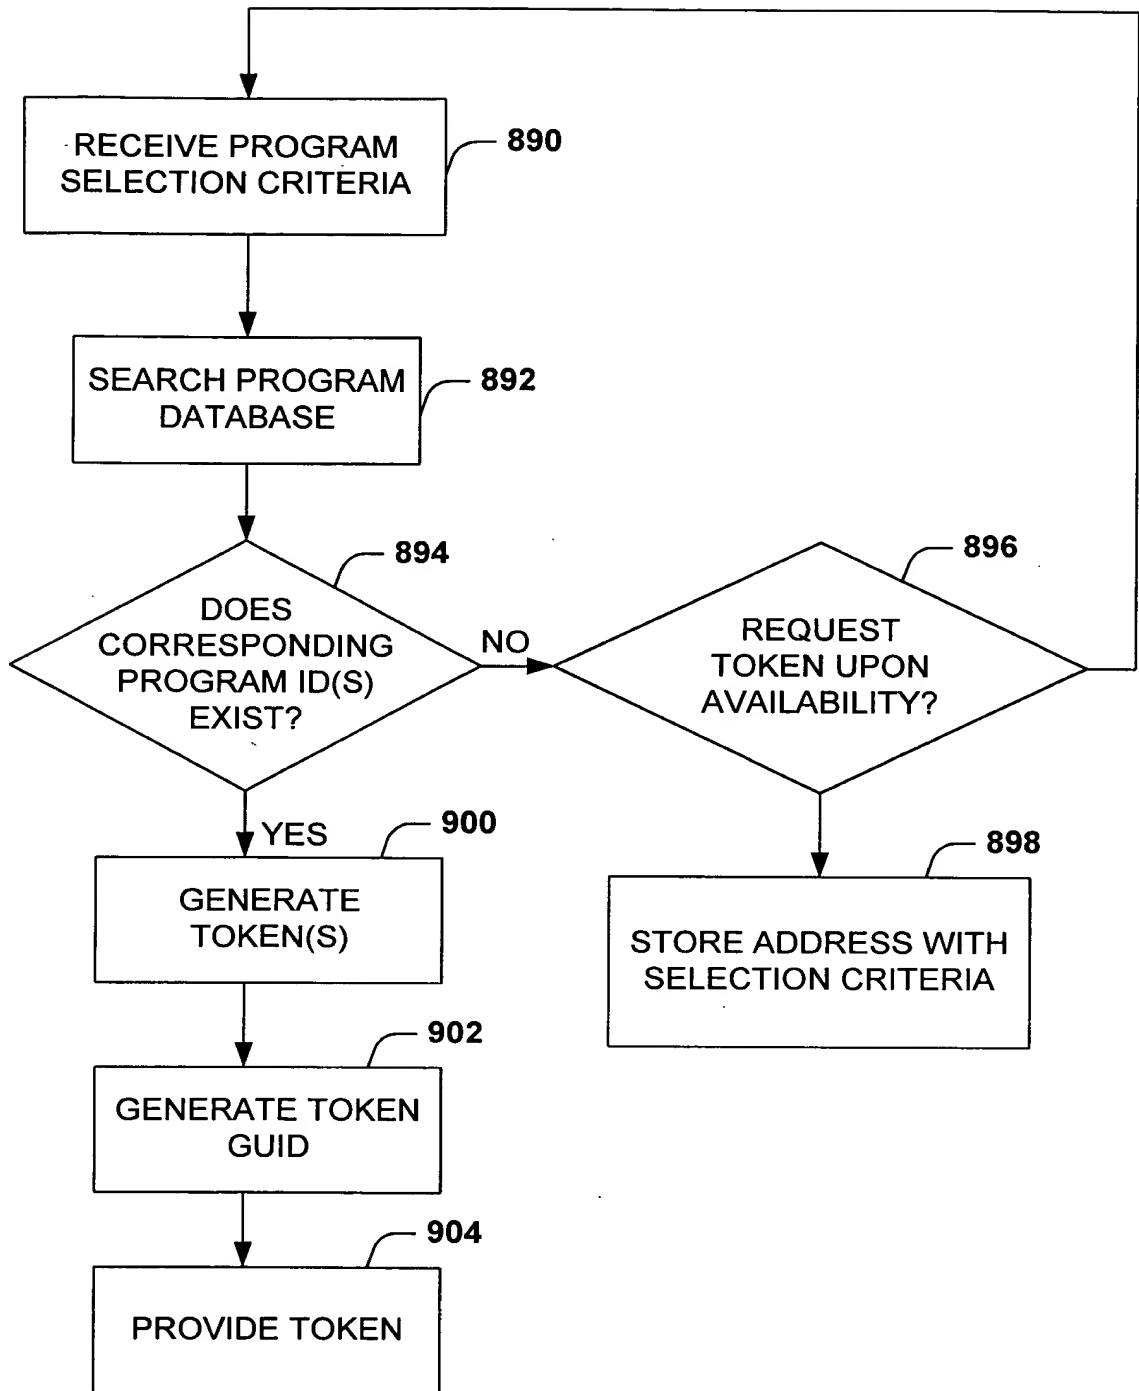 RECEIVE PROGRAM
SELECTION CRITERIA
890
SEARCH PROGRAM
DATABASE
892
894
DOES
CORRESPONDING
PROGRAM ID(S)
EXIST?
NO
896
REQUEST
TOKEN UPON
AVAILABILITY?
YES
900
GENERATE
TOKEN(S)
898
STORE ADDRESS WITH
SELECTION CRITERIA
902
GENERATE TOKEN
GUID
904
PROVIDE TOKEN